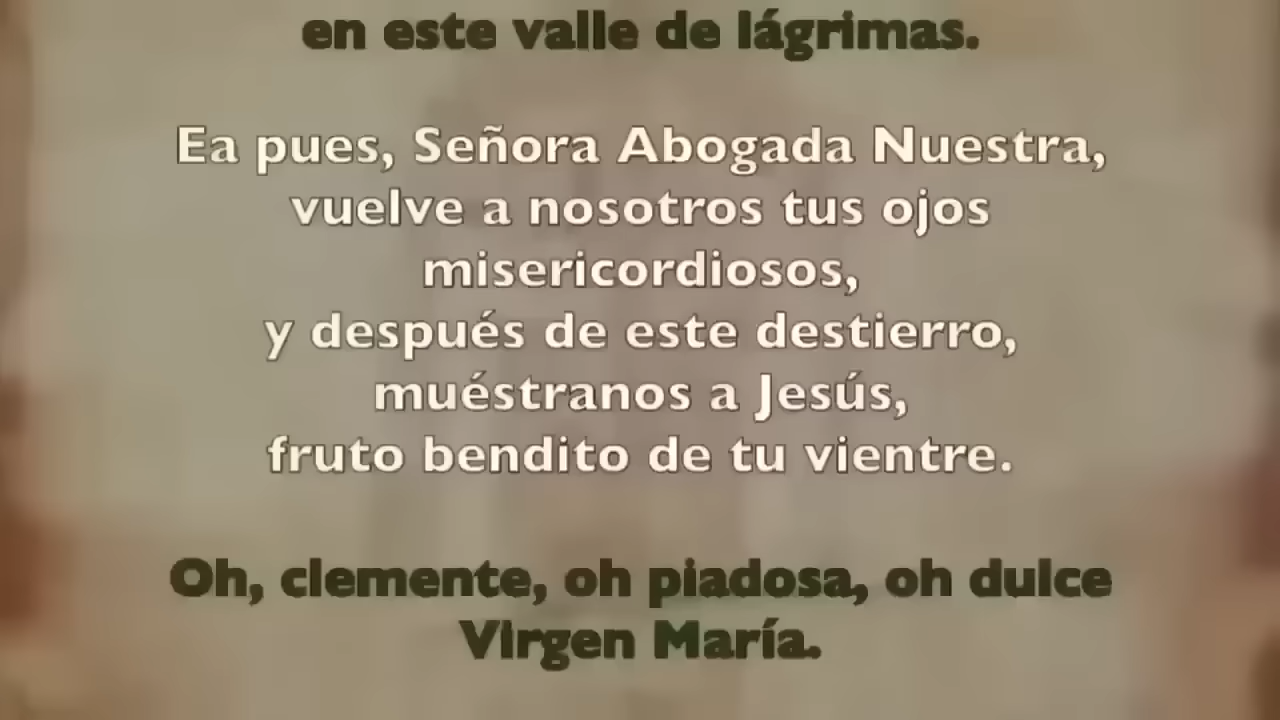 en este valle de lágrimas.
Ea pues, Señora Abogada Nuestra,
vuelve a nosotros tus ojos
misericordiosos,
y después de este destierro,
muéstranos a Jesús,
fruto bendito de tu vientre.
Oh, clemente, oh piadosa, oh dulce
Virgen María.